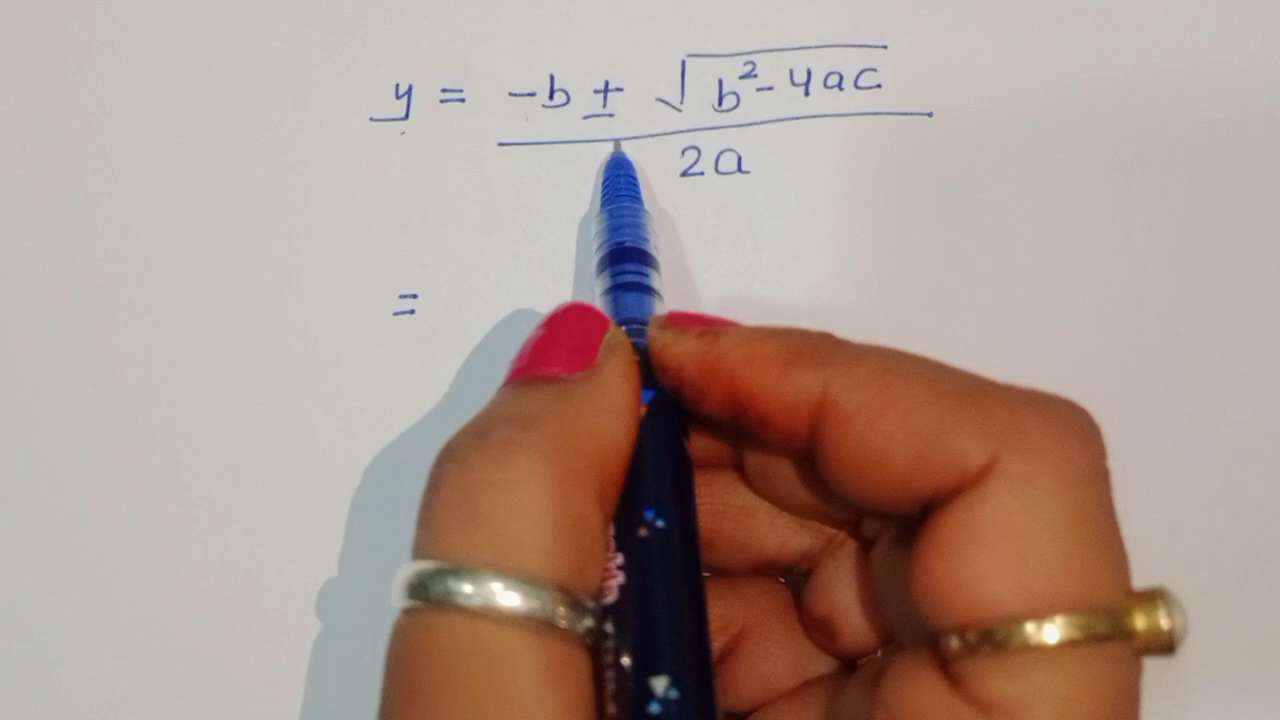 y = -b ± √b²-4ac
2a
=